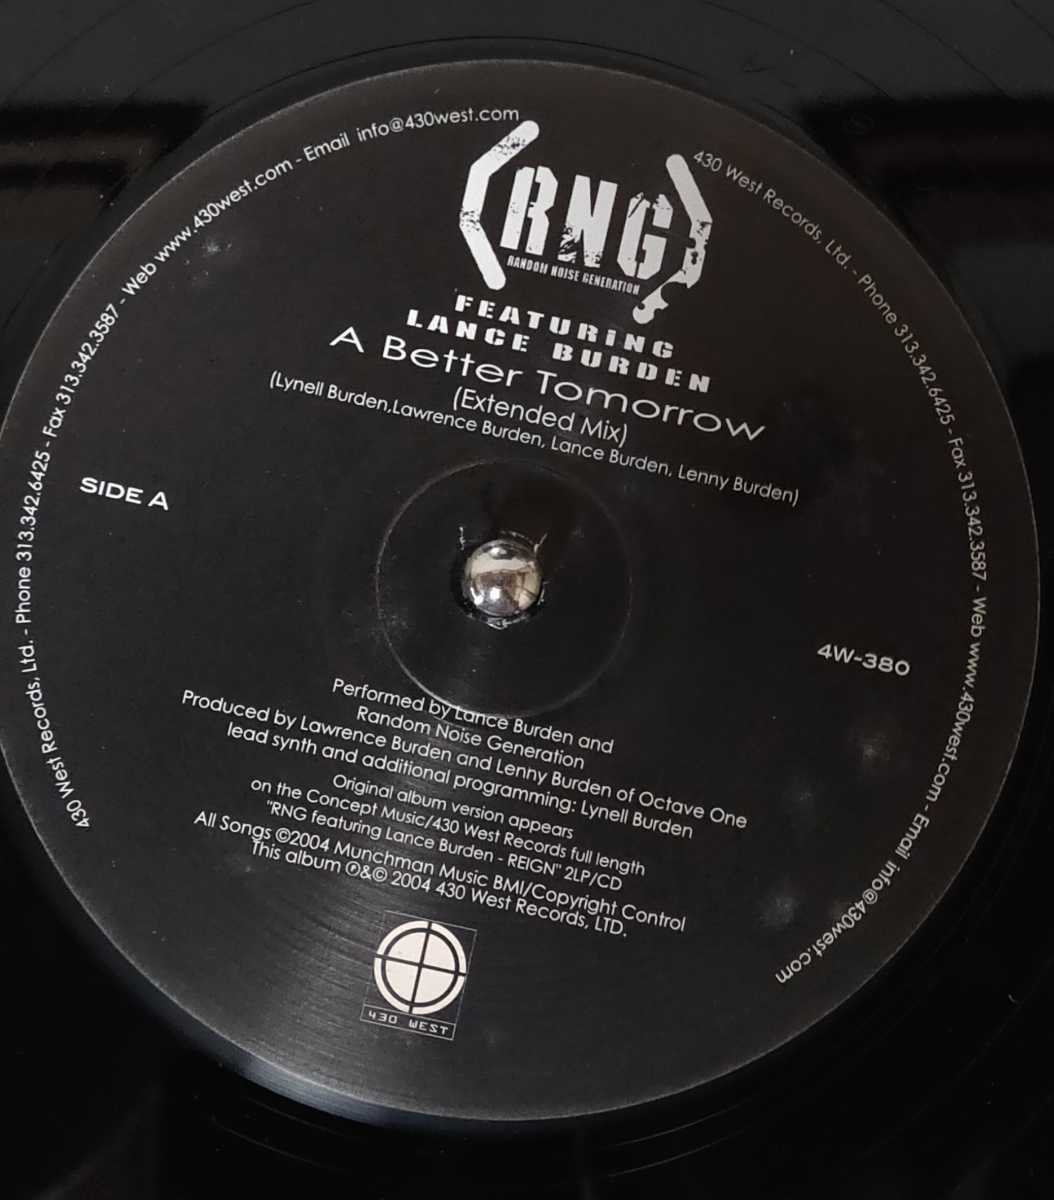 430 West Records, Ltd. - Phone 313.342.6425 - Fax 313.342.3587 - Web www.430west.com - Email info@430west.com
430 West Records, Ltd. - Phone 313.342.6425 - Fax 313.342.3587 - Web www.430west.com - Email info@430west.com
(RNG)
RANDOM NOISE GENERATION
FEATURiNG
LANCE BURDEN
A Better Tomorrow
(Extended Mix)
(Lynell Burden,Lawrence Burden, Lance Burden, Lenny Burden)
SIDE A
4W-380
Performed by Lance Burden and
Random Noise Generation
Produced by Lawrence Burden and Lenny Burden of Octave One
lead synth and additional programming: Lynell Burden
Original album version appears
on the Concept Music/430 West Records full length
"RNG featuring Lance Burden - REIGN" 2LP/CD
All Songs ©2004 Munchman Music BMI/Copyright Control
This album ℗&© 2004 430 West Records, LTD.
430 WEST